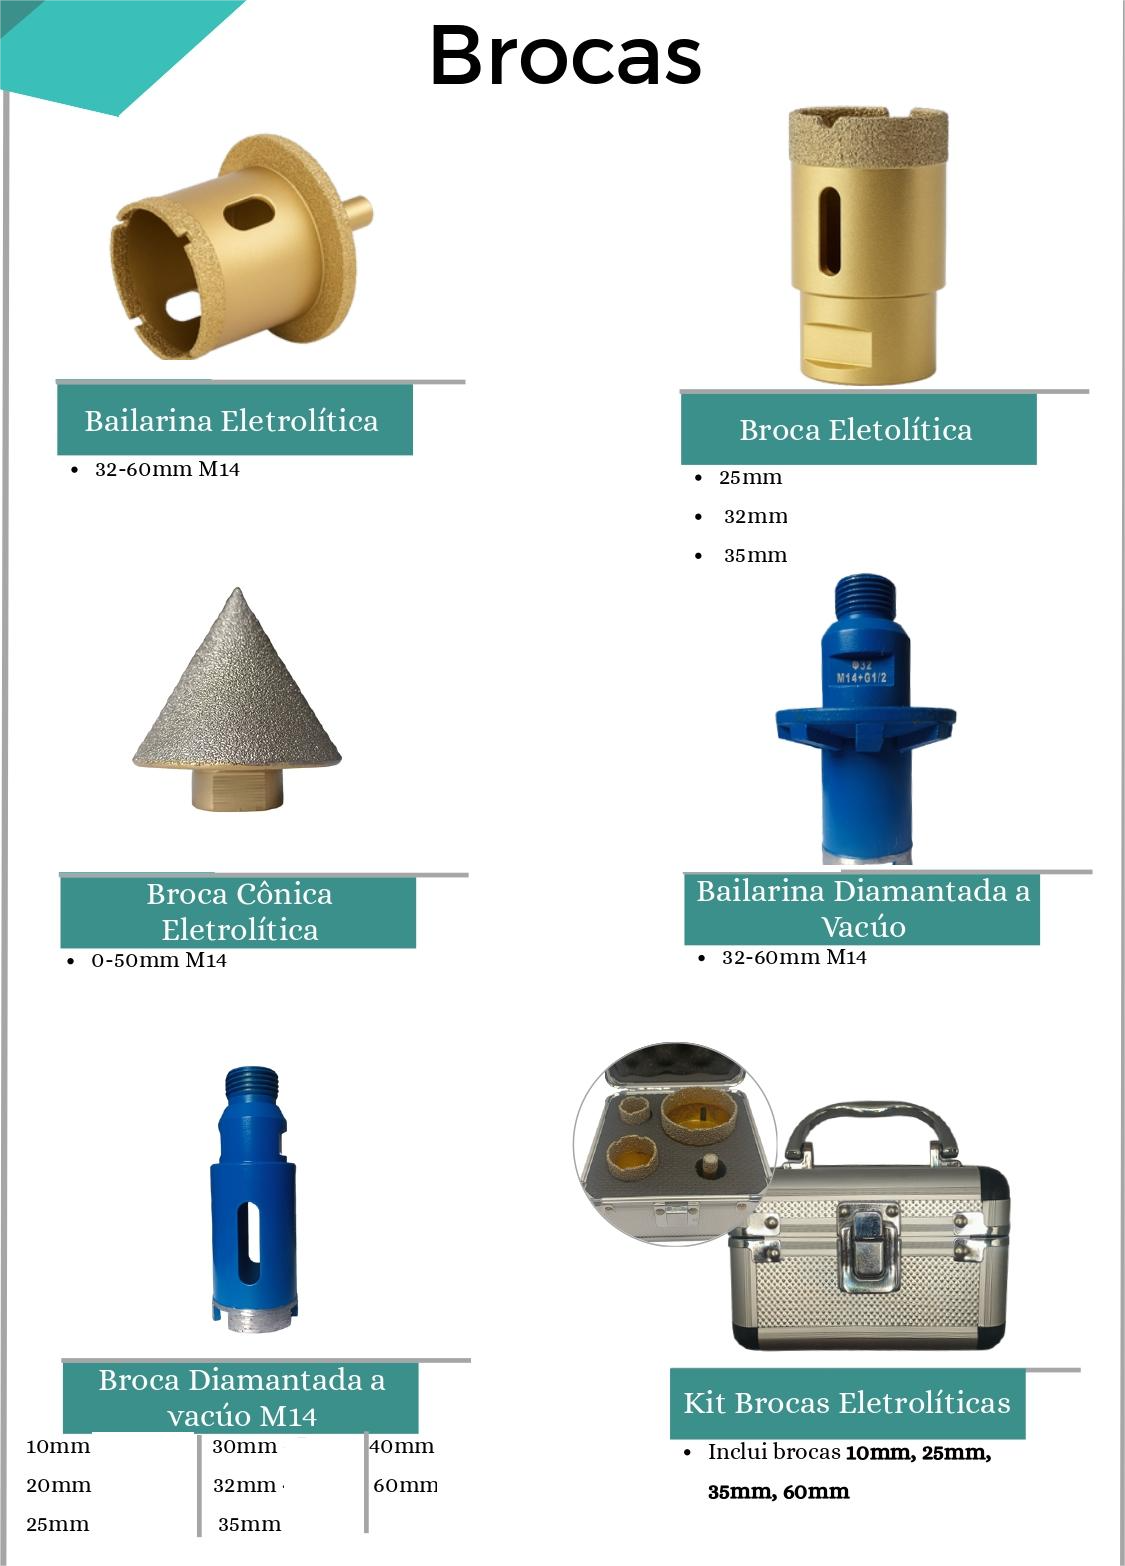 Brocas
Bailarina Eletrolítica
• 32-60mm M14
Broca Eletolítica
• 25mm
• 32mm
• 35mm
Φ32
M14+G1/2
Broca Cônica
Eletrolítica
• 0-50mm M14
Bailarina Diamantada a
Vacúo
• 32-60mm M14
Broca Diamantada a
vacúo M14
10mm
20mm
25mm
30mm
32mm
35mm
40mm
60mm
Kit Brocas Eletrolíticas
• Inclui brocas 10mm, 25mm,
35mm, 60mm